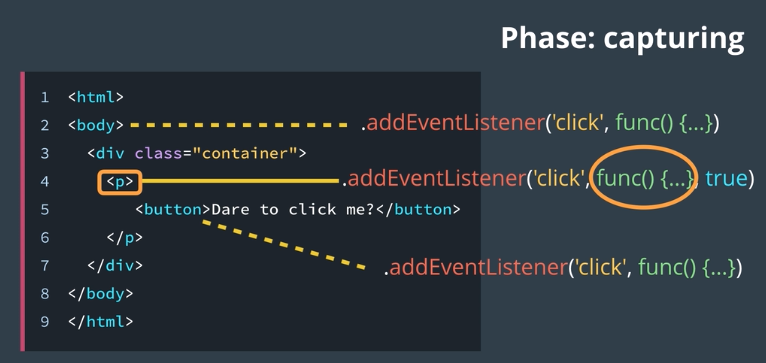 Phase: capturing
1 <html>
2 <body> .addEventListener('click', func() {...})
3 <div class="container">
4 <p> .addEventListener('click', func() {...}, true)
5 <button>Dare to click me?</button>
6 </p>
7 </div> .addEventListener('click', func() {...})
8 </body>
9 </html>